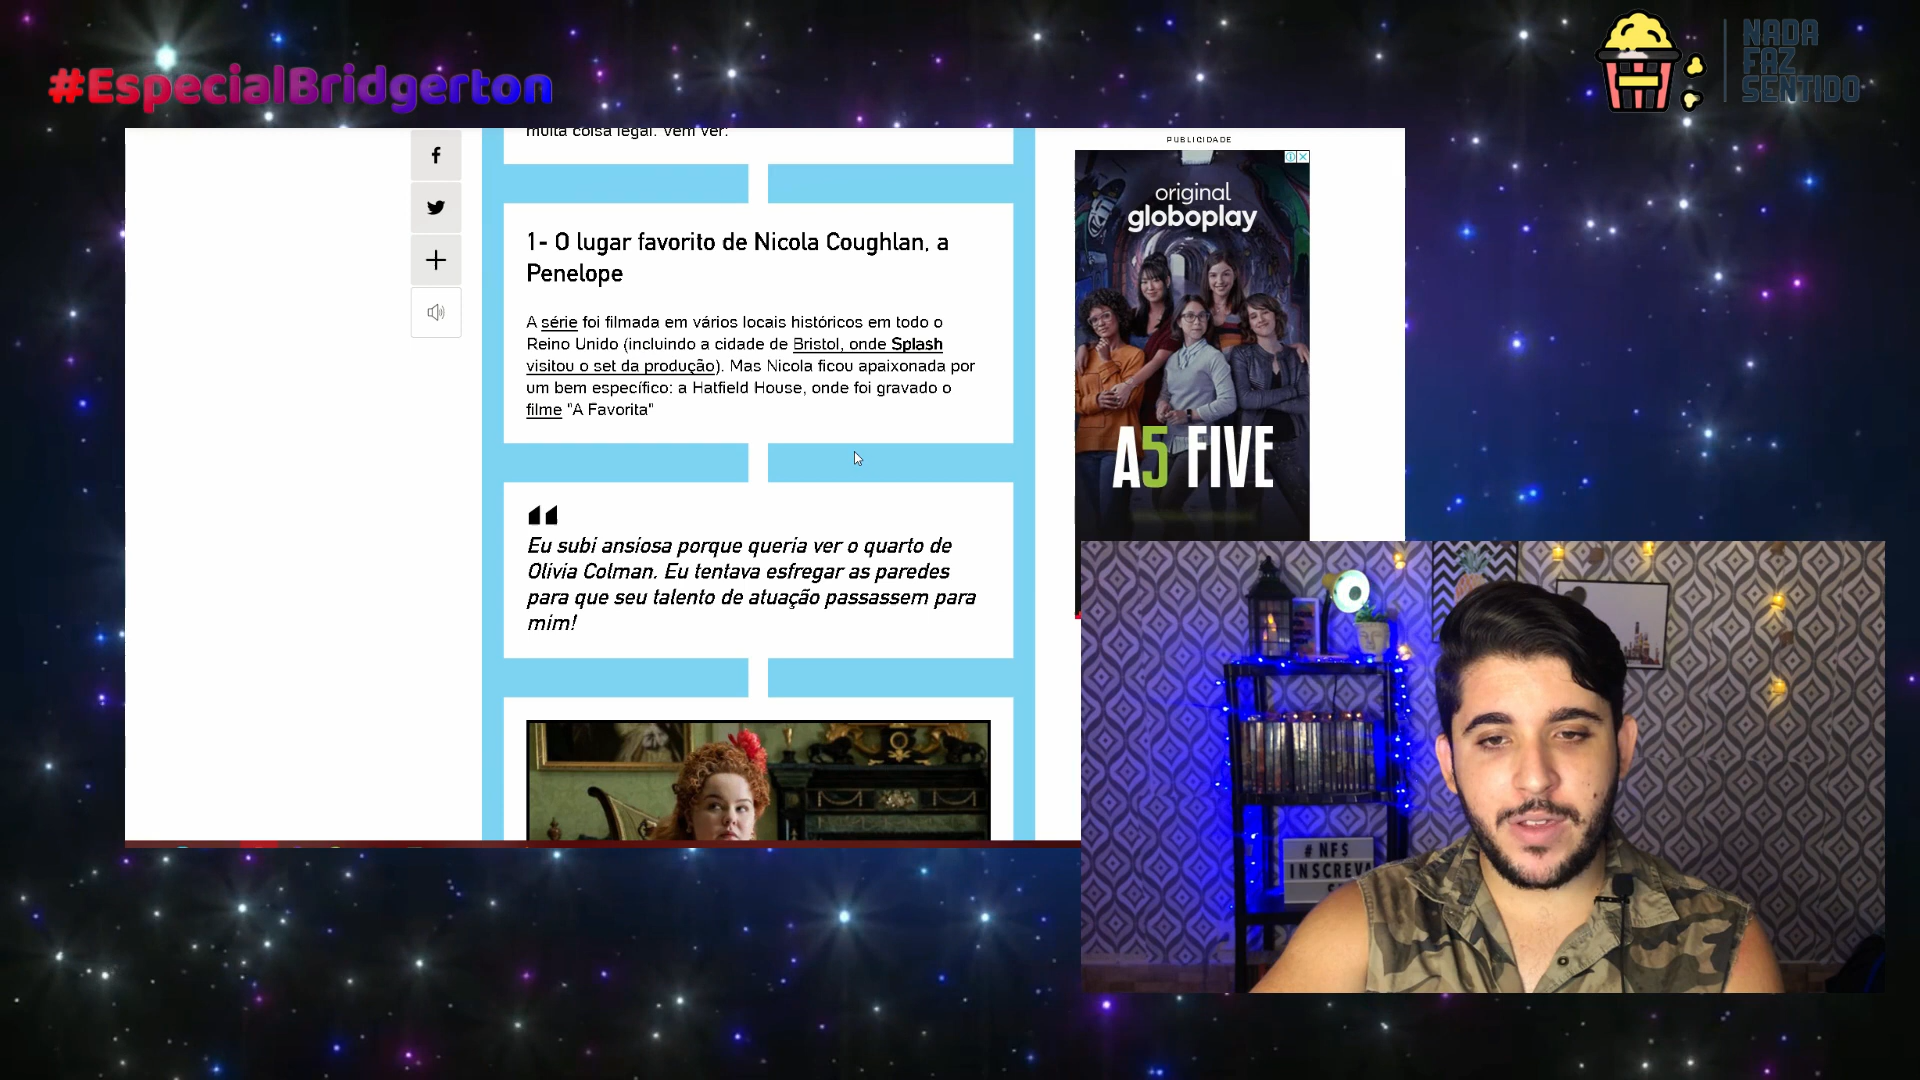 #EspecialBridgerton
NADA
FAZ
SENTIDO
muita coisa legal. Vem ver:
1- O lugar favorito de Nicola Coughlan, a
Penelope
A série foi filmada em vários locais históricos em todo o
Reino Unido (incluindo a cidade de Bristol, onde Splash
visitou o set da produção). Mas Nicola ficou apaixonada por
um bem específico: a Hatfield House, onde foi gravado o
filme "A Favorita"
Eu subi ansiosa porque queria ver o quarto de
Olivia Colman. Eu tentava esfregar as paredes
para que seu talento de atuação passassem para
mim!
PUBLICIDADE
original
globoplay
A5 FIVE
# NFS
INSCREVA